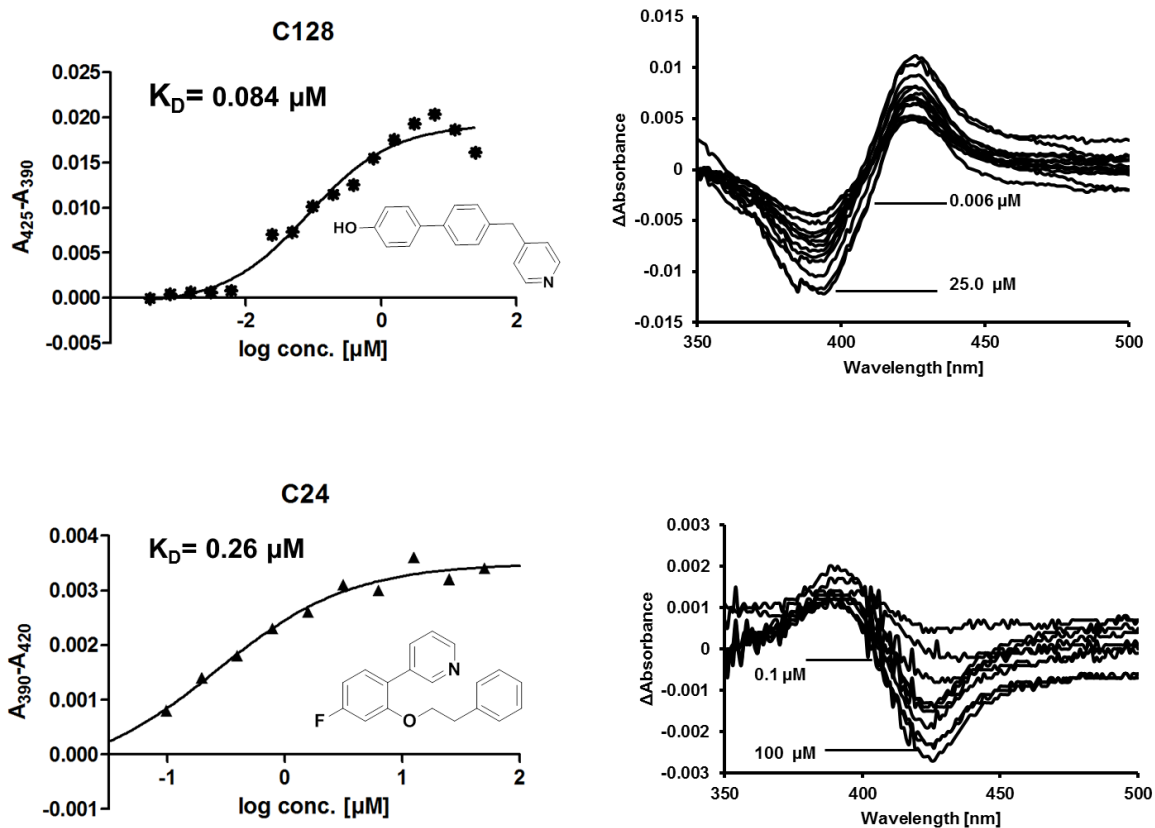 C128
K_D= 0.084 µM
A₄₂₅-A₃₉₀
0.025
0.020
0.015
0.010
0.005
0.000
-0.005
-2
0
2
log conc. [µM]
HO
N
ΔAbsorbance
0.015
0.01
0.005
0
-0.005
-0.01
-0.015
0.006 µM
25.0 µM
350
400
450
500
Wavelength [nm]
C24
K_D= 0.26 µM
A₃₉₀-A₄₂₀
0.004
0.003
0.002
0.001
0.000
-0.001
-1
0
1
2
log conc. [µM]
N
F
O
ΔAbsorbance
0.003
0.002
0.001
0
-0.001
-0.002
-0.003
0.1 µM
100 µM
350
400
450
500
Wavelength [nm]